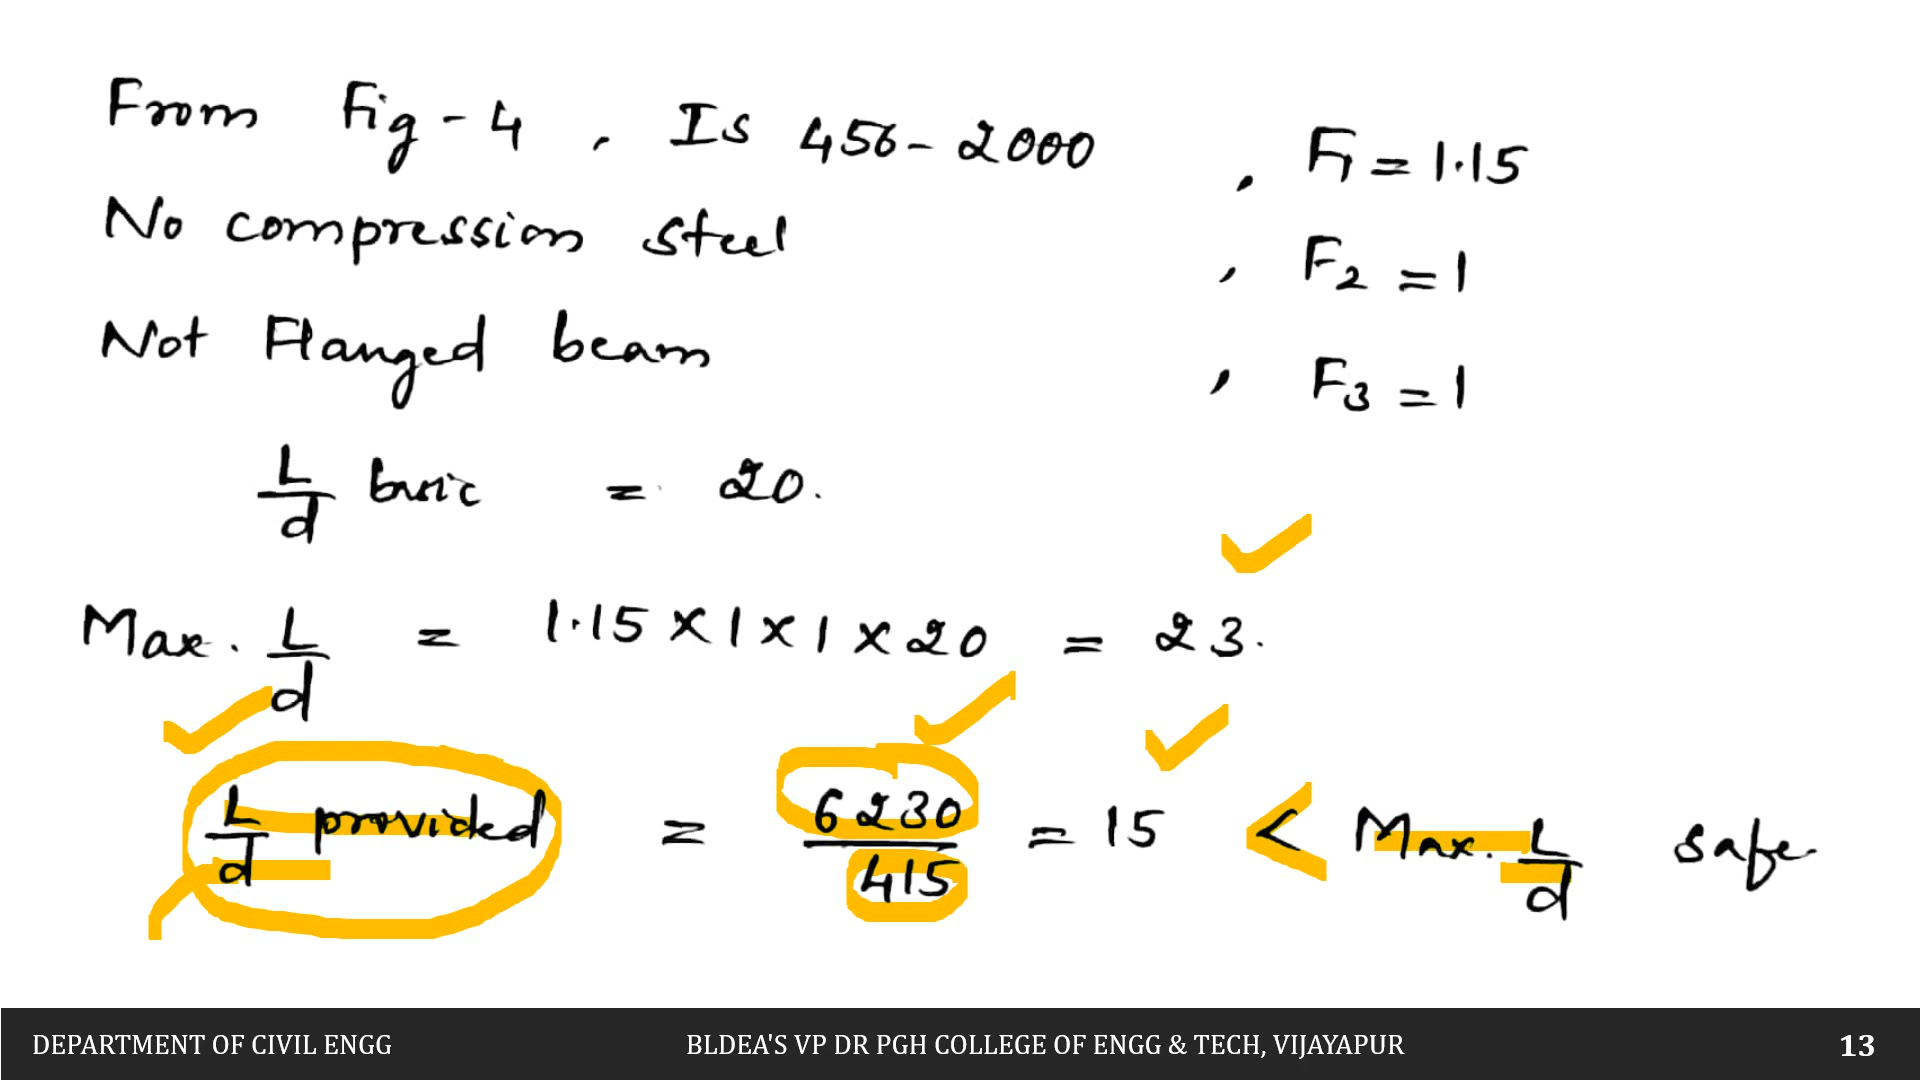 From Fig-4, Is 456-2000, F1 = 1.15
No compression steel, F2 = 1
Not Flanged beam, F3 = 1
L/d basic = 20.
Max. L/d = 1.15 × 1 × 1 × 20 = 23.
L/d provided = 6230/415 = 15 < Max. L/d safe
DEPARTMENT OF CIVIL ENGG BLDEA'S VP DR PGH COLLEGE OF ENGG & TECH, VIJAYAPUR 13